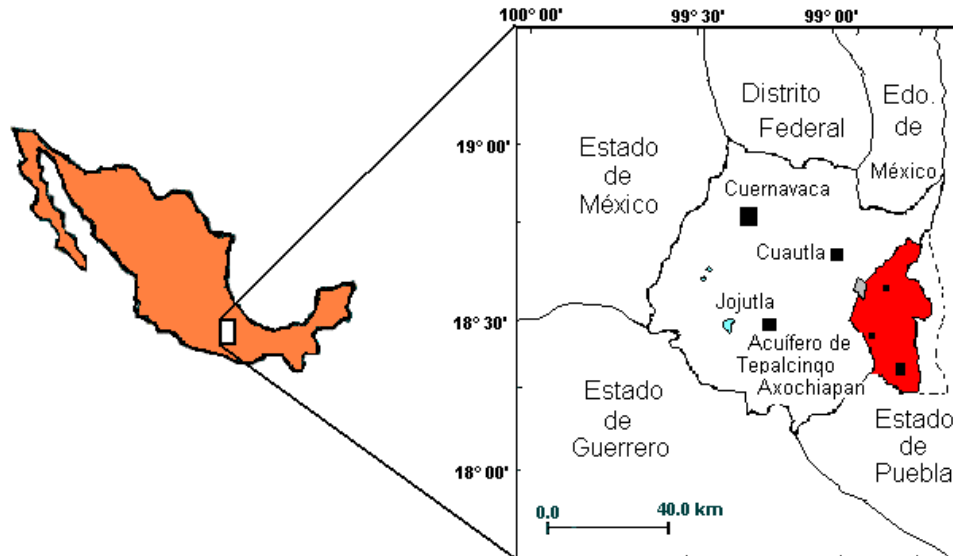 100° 00'
99° 30'
99° 00'
Distrito
Federal
Edo.
de
México
19° 00'
Estado
de
México
Cuernavaca
Cuautla
Jojutla
18° 30'
Acuífero de
Tepalcingo
Axochiapan
Estado
de
Guerrero
Estado
de
Puebla
18° 00'
0.0
40.0 km